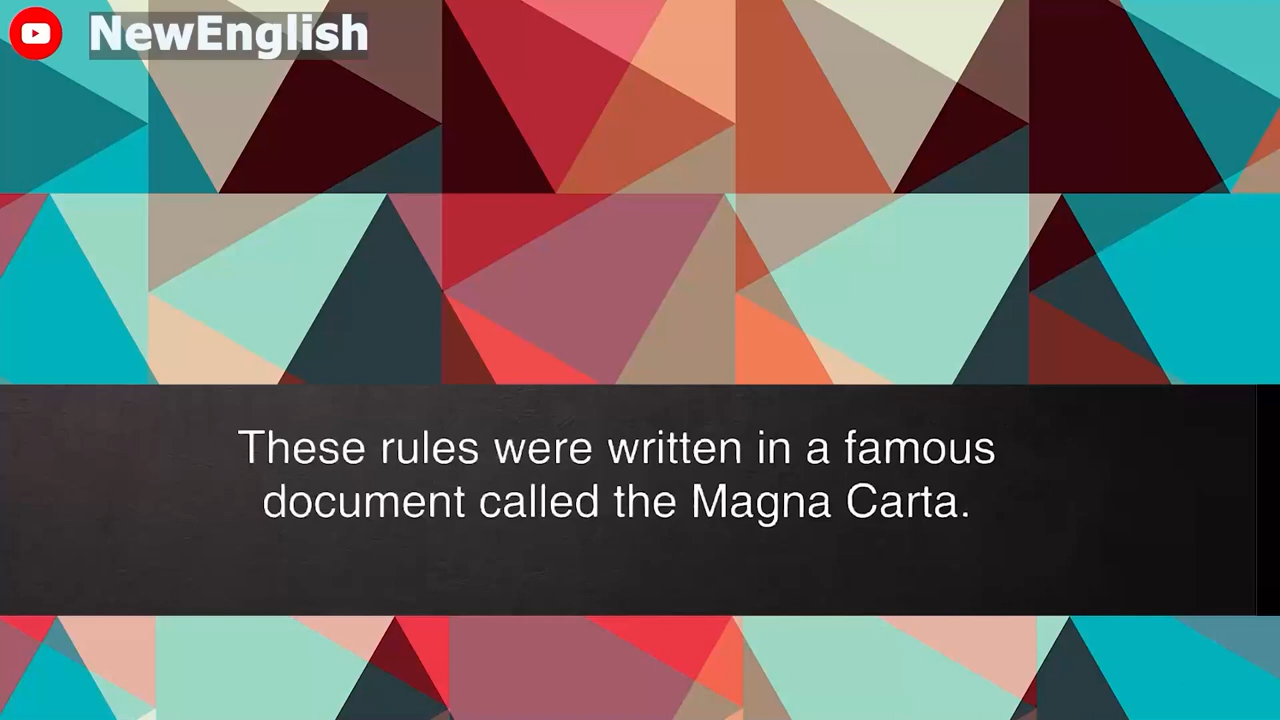 NewEnglish
These rules were written in a famous
document called the Magna Carta.